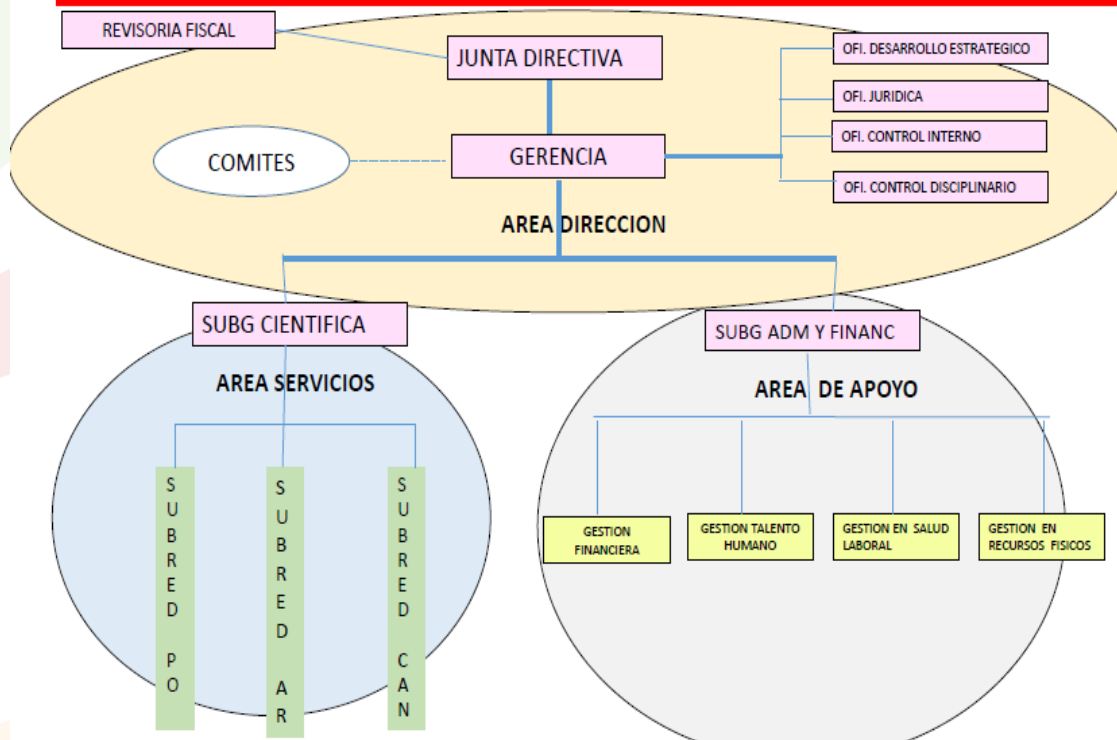 REVISORIA FISCAL
JUNTA DIRECTIVA
OFI. DESARROLLO ESTRATEGICO
OFI. JURIDICA
OFI. CONTROL INTERNO
OFI. CONTROL DISCIPLINARIO
COMITES
GERENCIA
AREA DIRECCION
SUBG CIENTIFICA
SUBG ADM Y FINANC
AREA SERVICIOS
AREA DE APOYO
SUBRED PO
SUBRED AR
SUBRED CAN
GESTION
FINANCIERA
GESTION TALENTO
HUMANO
GESTION EN SALUD
LABORAL
GESTION EN
RECURSOS FISICOS